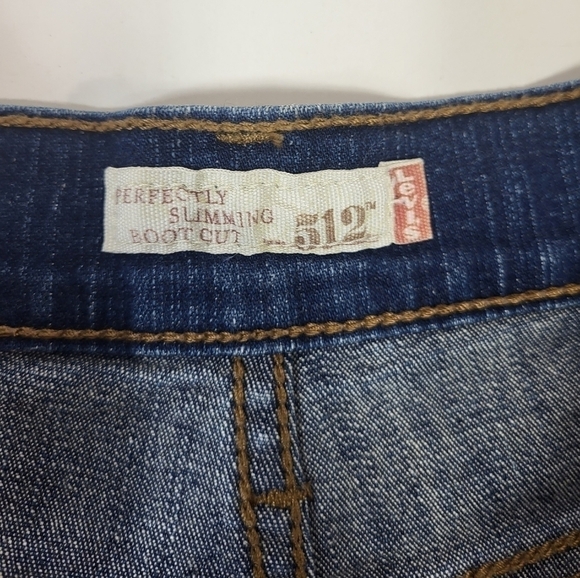 PERFECTLY
SLIMMING
BOOT CUT 512™
Levi's